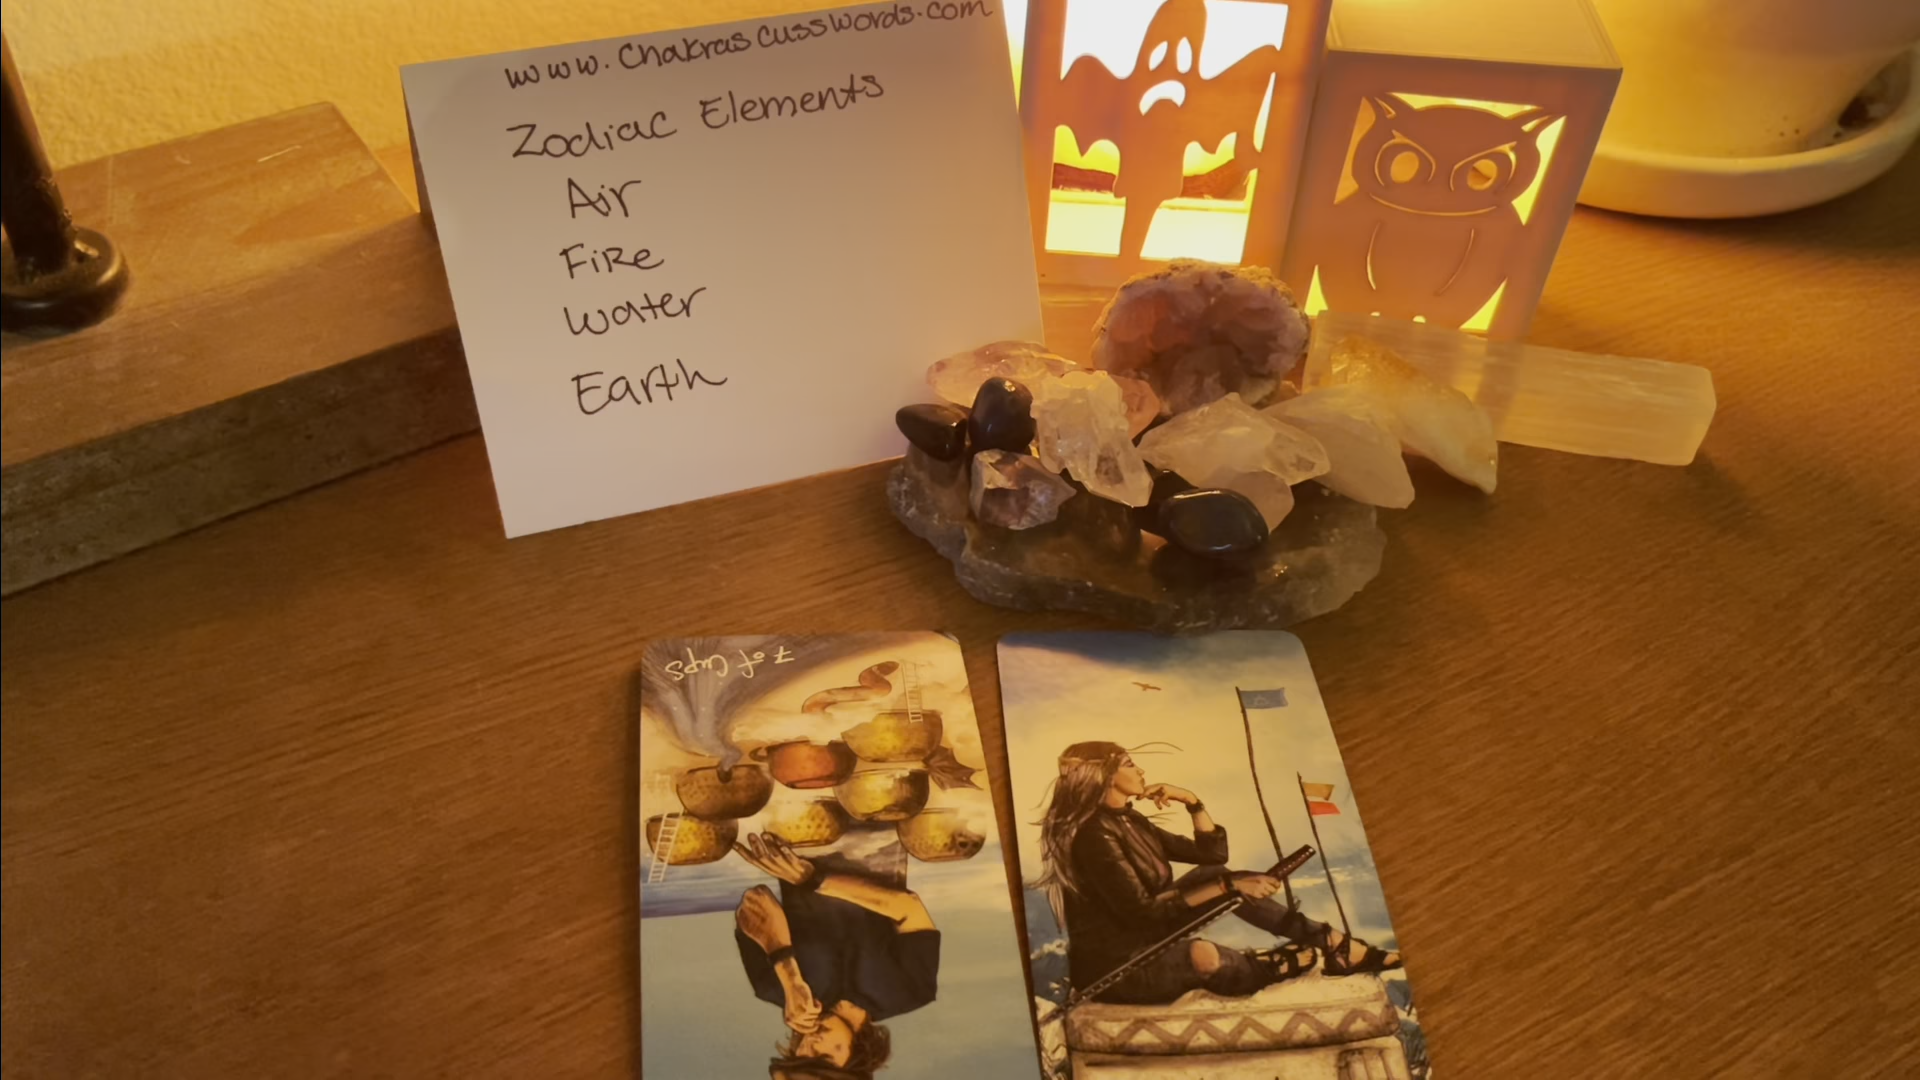 www.Chakrascusswords.com
Zodiac Elements
Air
Fire
Water
Earth
7 of Cups